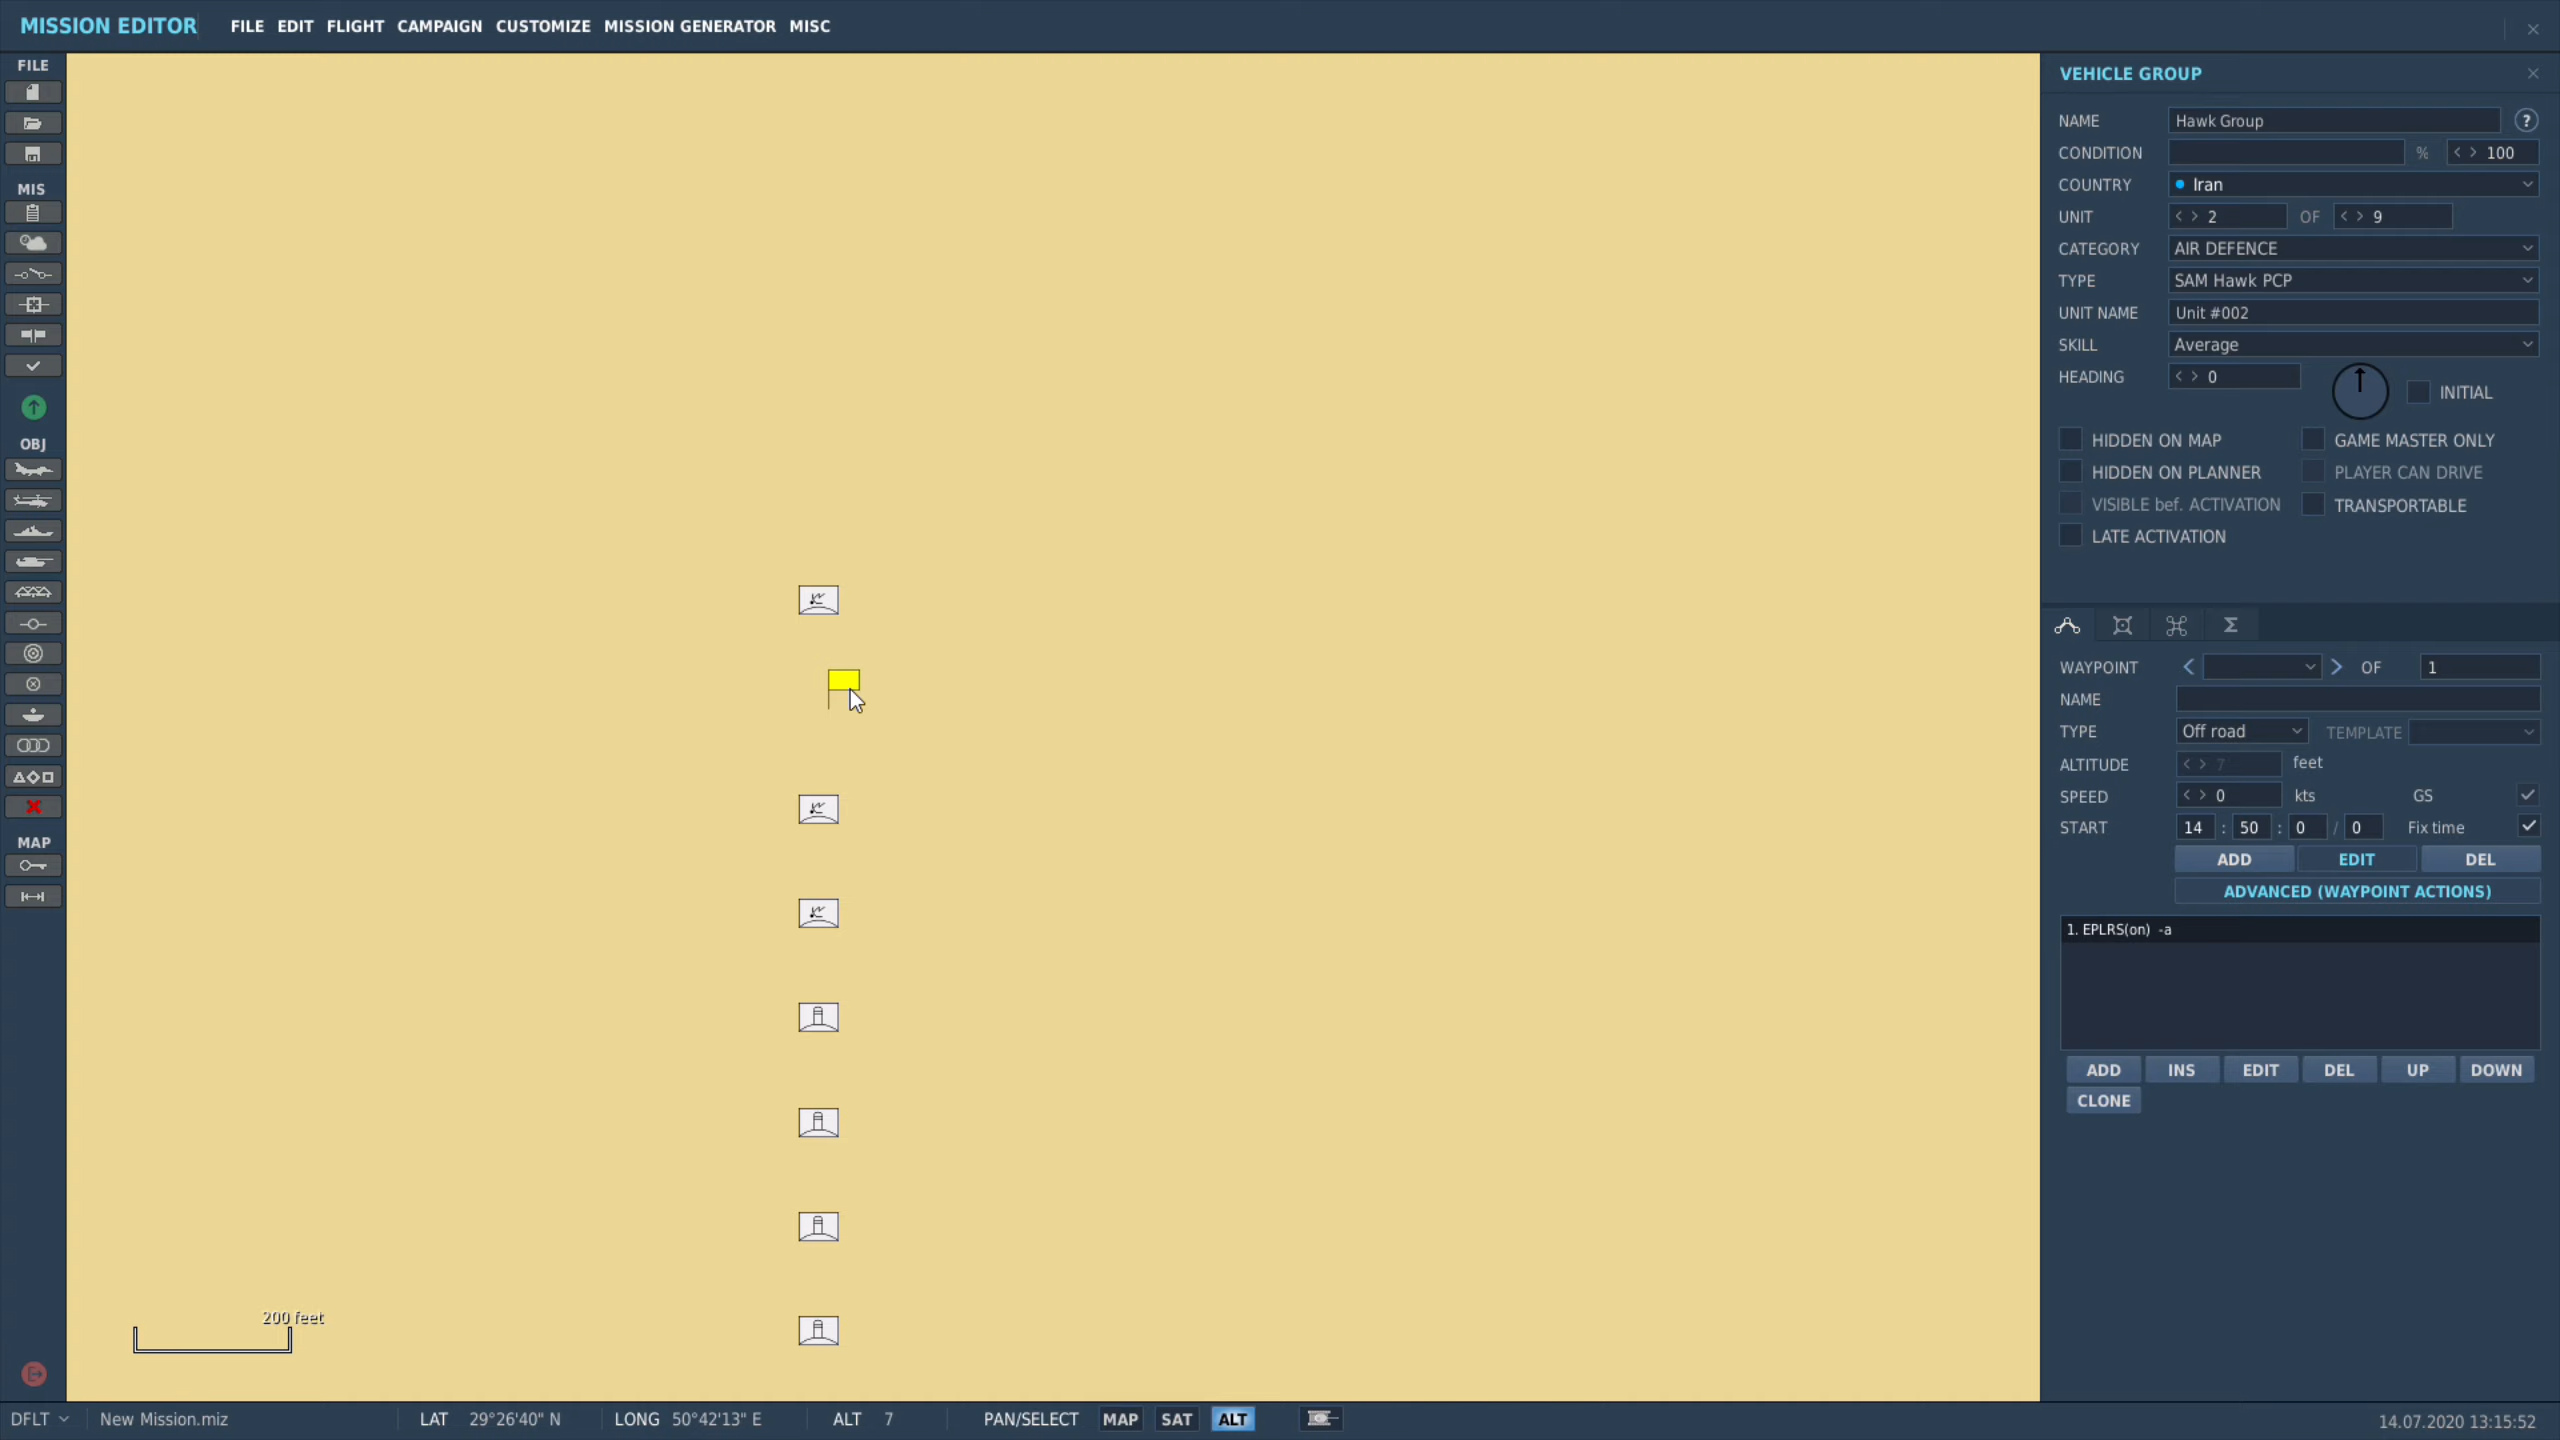 MISSION EDITOR FILE EDIT FLIGHT CAMPAIGN CUSTOMIZE MISSION GENERATOR MISC
FILE
MIS
OBJ
MAP
200 feet
VEHICLE GROUP
NAME Hawk Group ?
CONDITION % < > 100
COUNTRY Iran
UNIT < > 2 OF < > 9
CATEGORY AIR DEFENCE
TYPE SAM Hawk PCP
UNIT NAME Unit #002
SKILL Average
HEADING < > 0 INITIAL
HIDDEN ON MAP GAME MASTER ONLY
HIDDEN ON PLANNER PLAYER CAN DRIVE
VISIBLE bef. ACTIVATION TRANSPORTABLE
LATE ACTIVATION
Σ
WAYPOINT < > OF 1
NAME
TYPE Off road TEMPLATE
ALTITUDE < > 7 feet
SPEED < > 0 kts GS
START 14 : 50 : 0 / 0 Fix time
ADD EDIT DEL
ADVANCED (WAYPOINT ACTIONS)
1. EPLRS(on) -a
ADD INS EDIT DEL UP DOWN
CLONE
DFLT New Mission.miz LAT 29°26'40" N LONG 50°42'13" E ALT 7 PAN/SELECT MAP SAT ALT 14.07.2020 13:15:52